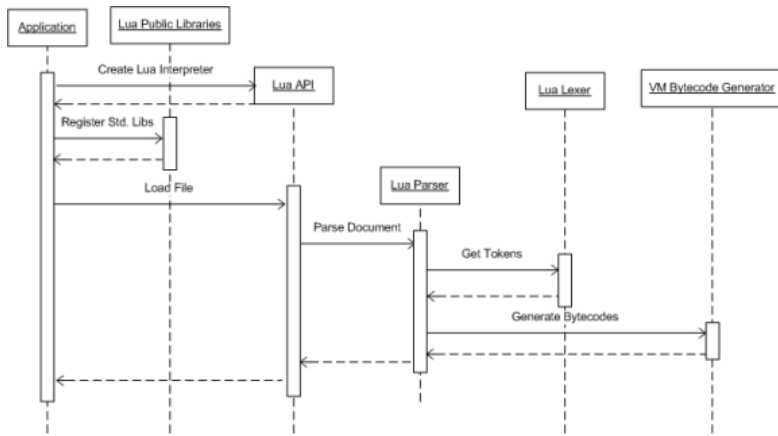 Application
Lua Public Libraries
Create Lua Interpreter
Lua API
Lua Lexer
VM Bytecode Generator
Register Std. Libs
Load File
Lua Parser
Parse Document
Get Tokens
Generate Bytecodes